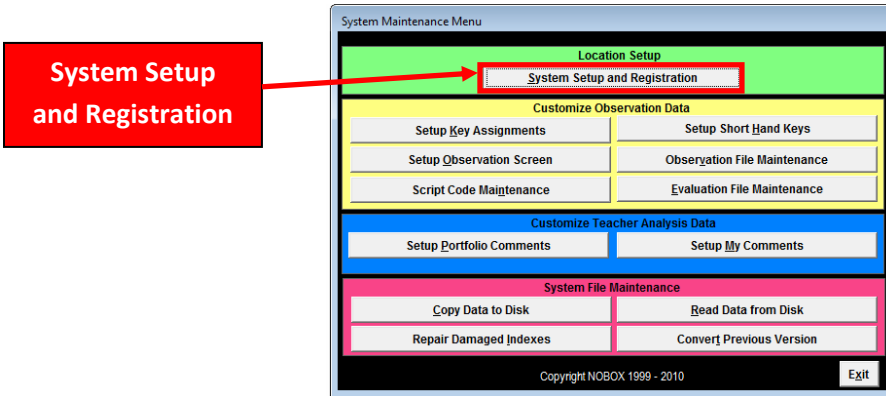 System Maintenance Menu
System Setup
and Registration
Location Setup
System Setup and Registration
Customize Observation Data
Setup Key Assignments
Setup Short Hand Keys
Setup Observation Screen
Observation File Maintenance
Script Code Maintenance
Evaluation File Maintenance
Customize Teacher Analysis Data
Setup Portfolio Comments
Setup My Comments
System File Maintenance
Copy Data to Disk
Read Data from Disk
Repair Damaged Indexes
Convert Previous Version
Copyright NOBOX 1999 - 2010
Exit